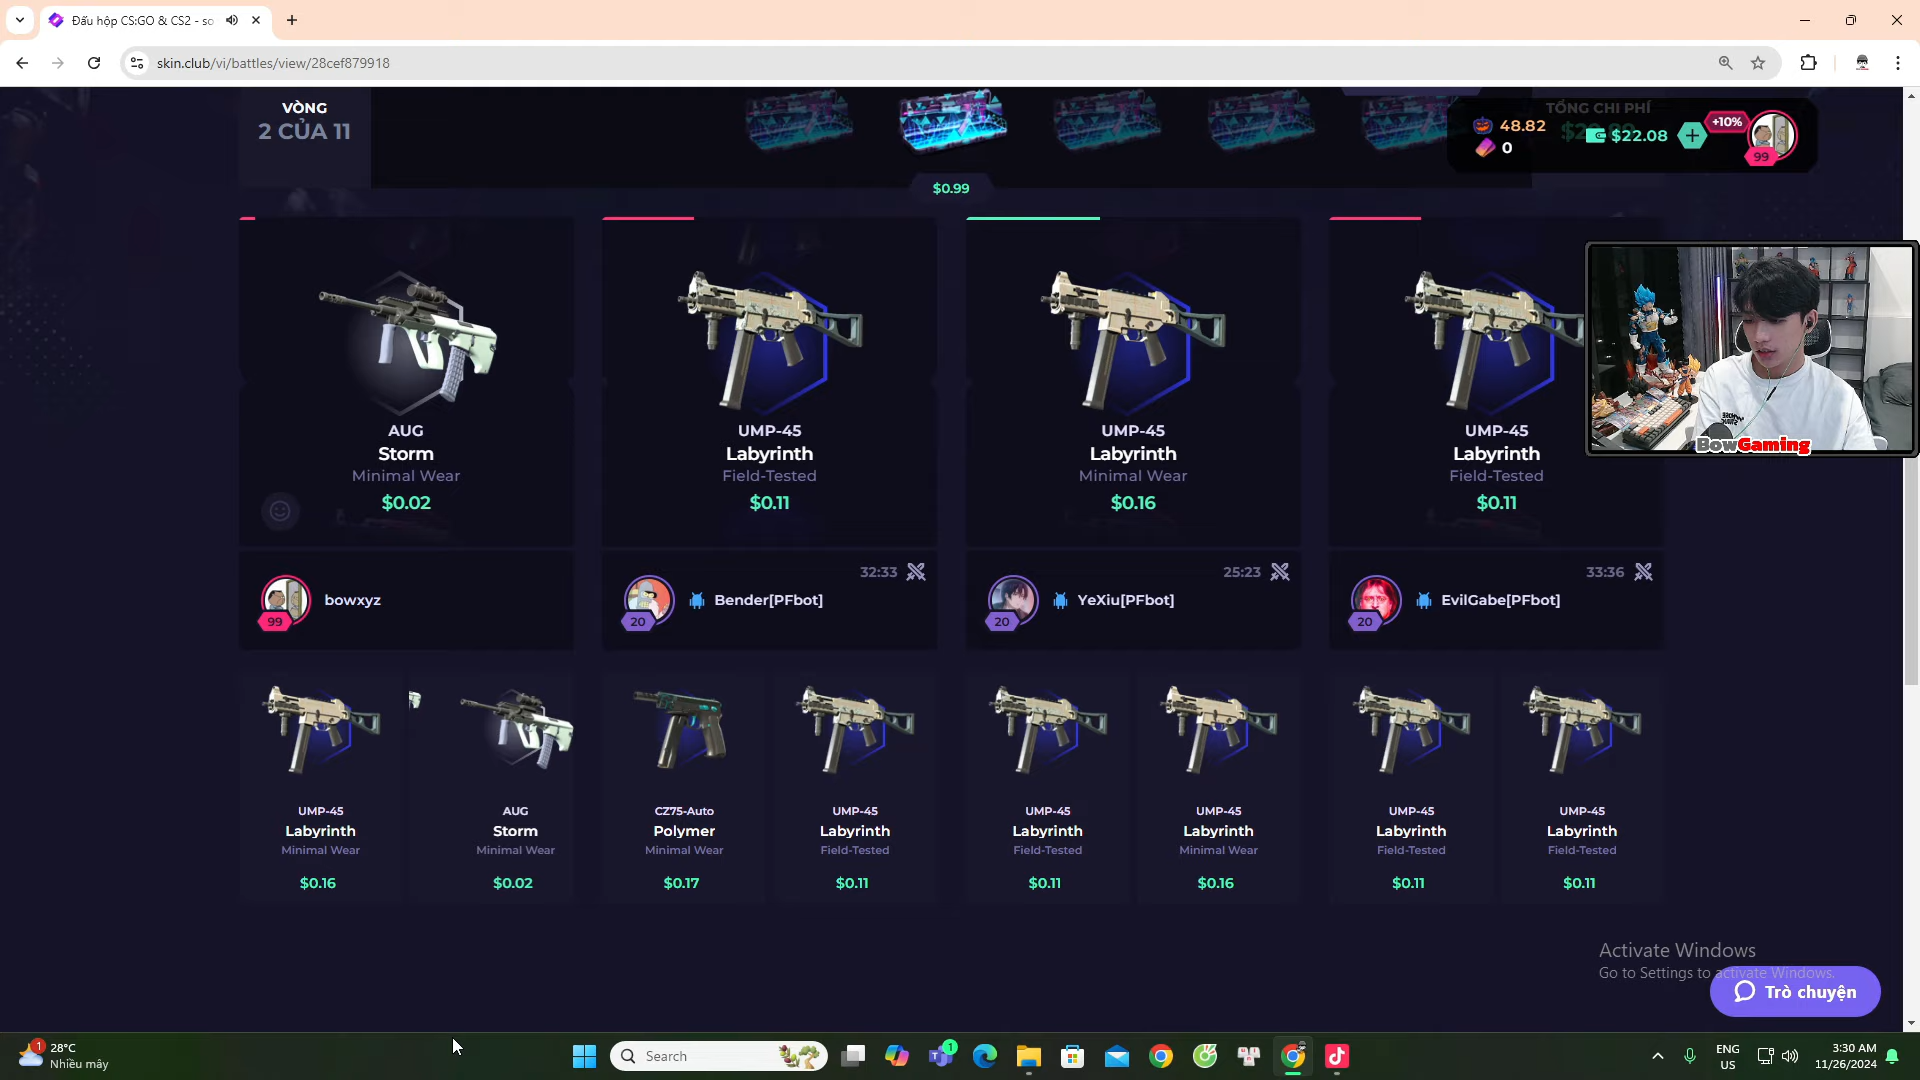 Đấu hộp CS:GO & CS2 - so
skin.club/vi/battles/view/28cef879918
VÒNG
2 CỦA 11
TỔNG CHI PHÍ
48.82
0
$22.08
+10%
99
$0.99
AUG
Storm
Minimal Wear
$0.02
UMP-45
Labyrinth
Field-Tested
$0.11
UMP-45
Labyrinth
Minimal Wear
$0.16
UMP-45
Labyrinth
Field-Tested
$0.11
BowGaming
99
bowxyz
32:33
20
Bender[PFbot]
25:23
20
YeXiu[PFbot]
33:36
20
EvilGabe[PFbot]
UMP-45
Labyrinth
Minimal Wear
$0.16
AUG
Storm
Minimal Wear
$0.02
CZ75-Auto
Polymer
Minimal Wear
$0.17
UMP-45
Labyrinth
Field-Tested
$0.11
UMP-45
Labyrinth
Field-Tested
$0.11
UMP-45
Labyrinth
Minimal Wear
$0.16
UMP-45
Labyrinth
Field-Tested
$0.11
UMP-45
Labyrinth
Field-Tested
$0.11
Activate Windows
Go to Settings to activate Windows.
Trò chuyện
1
28°C
Nhiều mây
Search
1
ENG
US
3:30 AM
11/26/2024